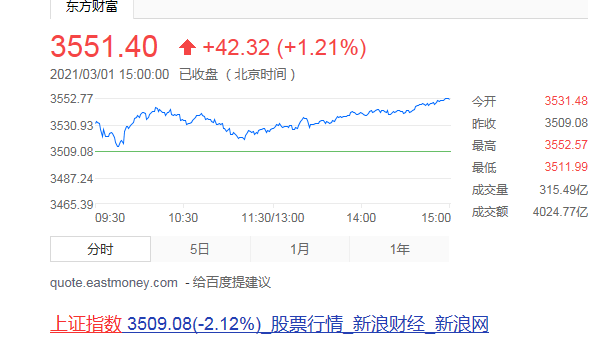 东方财富
3551.40 +42.32 (+1.21%)
2021/03/01 15:00:00 已收盘 ( 北京时间 )
3552.77
3530.93
3509.08
3487.24
3465.39
09:30 10:30 11:30/13:00 14:00 15:00
今开 3531.48
昨收 3509.08
最高 3552.57
最低 3511.99
成交量 315.49亿
成交额 4024.77亿
分时 5日 1月 1年
quote.eastmoney.com - 给百度提建议
上证指数 3509.08(-2.12%)_股票行情_新浪财经_新浪网